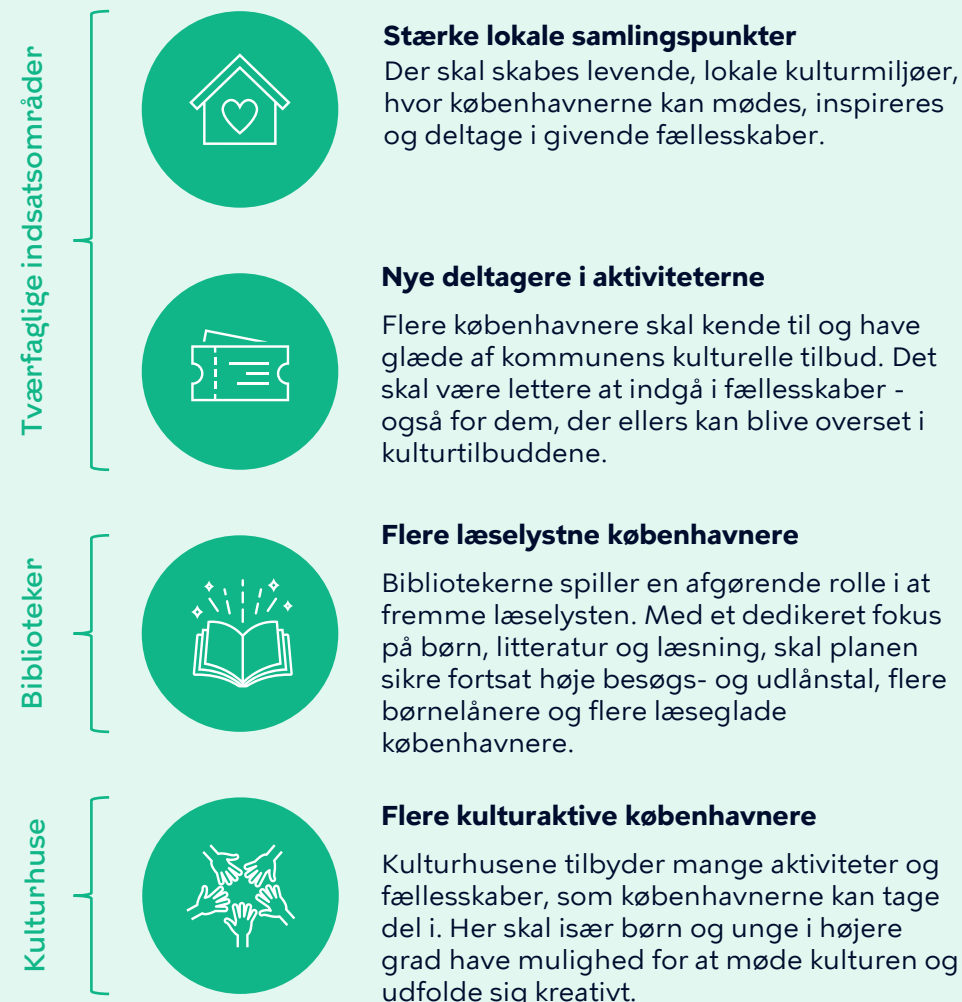 Tværfaglige indsatsområder
Stærke lokale samlingspunkter
Der skal skabes levende, lokale kulturmiljøer,
hvor københavnerne kan mødes, inspireres
og deltage i givende fællesskaber.
Nye deltagere i aktiviteterne
Flere københavnere skal kende til og have
glæde af kommunens kulturelle tilbud. Det
skal være lettere at indgå i fællesskaber -
også for dem, der ellers kan blive overset i
kulturtilbuddene.
Biblioteker
Flere læselystne københavnere
Bibliotekerne spiller en afgørende rolle i at
fremme læselysten. Med et dedikeret fokus
på børn, litteratur og læsning, skal planen
sikre fortsat høje besøgs- og udlånstal, flere
børnelånere og flere læseglade
københavnere.
Kulturhuse
Flere kulturaktive københavnere
Kulturhusene tilbyder mange aktiviteter og
fællesskaber, som københavnerne kan tage
del i. Her skal især børn og unge i højere
grad have mulighed for at møde kulturen og
udfolde sig kreativt.